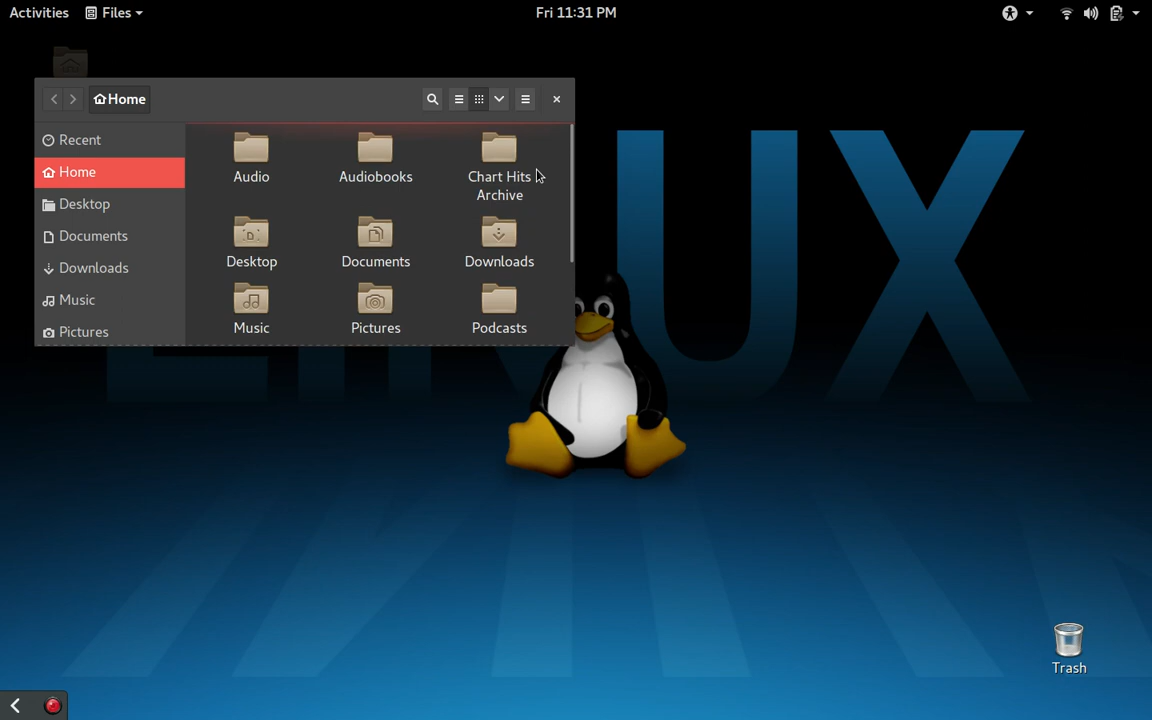 Activities Files Fri 11:31 PM
Home
Recent
Home
Desktop
Documents
Downloads
Music
Pictures
Audio Audiobooks Chart Hits
Archive
Desktop Documents Downloads
Music Pictures Podcasts
UX
Trash